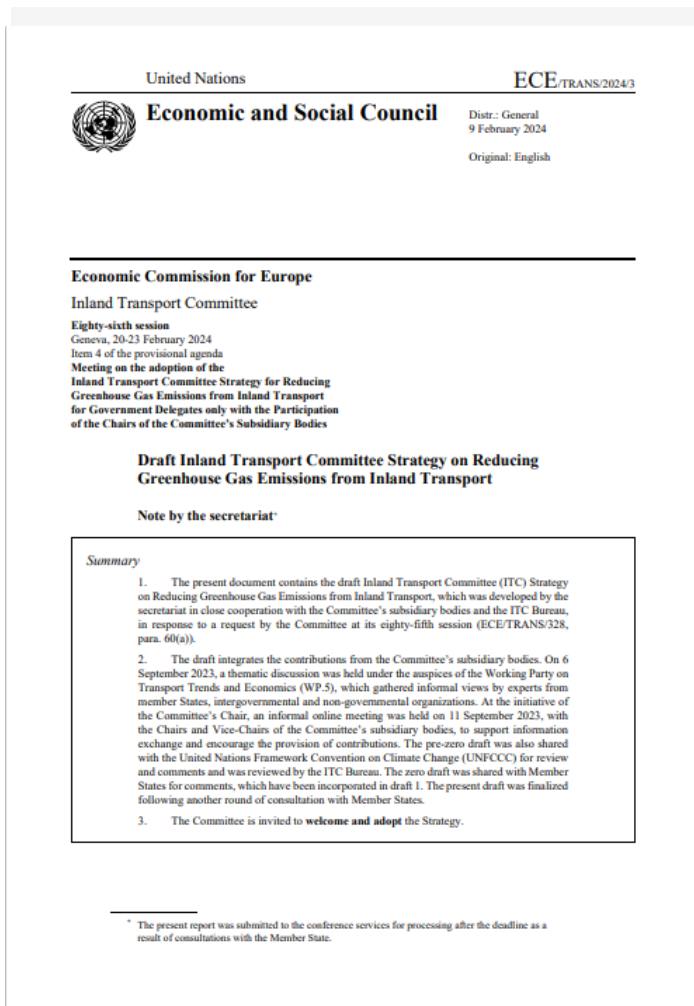 United Nations
ECE/TRANS/2024/3
Economic and Social Council
Distr.: General
9 February 2024
Original: English
Economic Commission for Europe
Inland Transport Committee
Eighty-sixth session
Geneva, 20-23 February 2024
Item 4 of the provisional agenda
Meeting on the adoption of the
Inland Transport Committee Strategy for Reducing
Greenhouse Gas Emissions from Inland Transport
for Government Delegates only with the Participation
of the Chairs of the Committee's Subsidiary Bodies
Draft Inland Transport Committee Strategy on Reducing
Greenhouse Gas Emissions from Inland Transport
Note by the secretariat*
Summary
1. The present document contains the draft Inland Transport Committee (ITC) Strategy
on Reducing Greenhouse Gas Emissions from Inland Transport, which was developed by the
secretariat in close cooperation with the Committee's subsidiary bodies and the ITC Bureau,
in response to a request by the Committee at its eighty-fifth session (ECE/TRANS/328,
para. 60(a)).
2. The draft integrates the contributions from the Committee's subsidiary bodies. On 6
September 2023, a thematic discussion was held under the auspices of the Working Party on
Transport Trends and Economics (WP.5), which gathered informal views by experts from
member States, intergovernmental and non-governmental organizations. At the initiative of
the Committee's Chair, an informal online meeting was held on 11 September 2023, with
the Chairs and Vice-Chairs of the Committee's subsidiary bodies, to support information
exchange and encourage the provision of contributions. The pre-zero draft was also shared
with the United Nations Framework Convention on Climate Change (UNFCCC) for review
and comments and was reviewed by the ITC Bureau. The zero draft was shared with Member
States for comments, which have been incorporated in draft 1. The present draft was finalized
following another round of consultation with Member States.
3. The Committee is invited to welcome and adopt the Strategy.
* The present report was submitted to the conference services for processing after the deadline as a
result of consultations with the Member State.